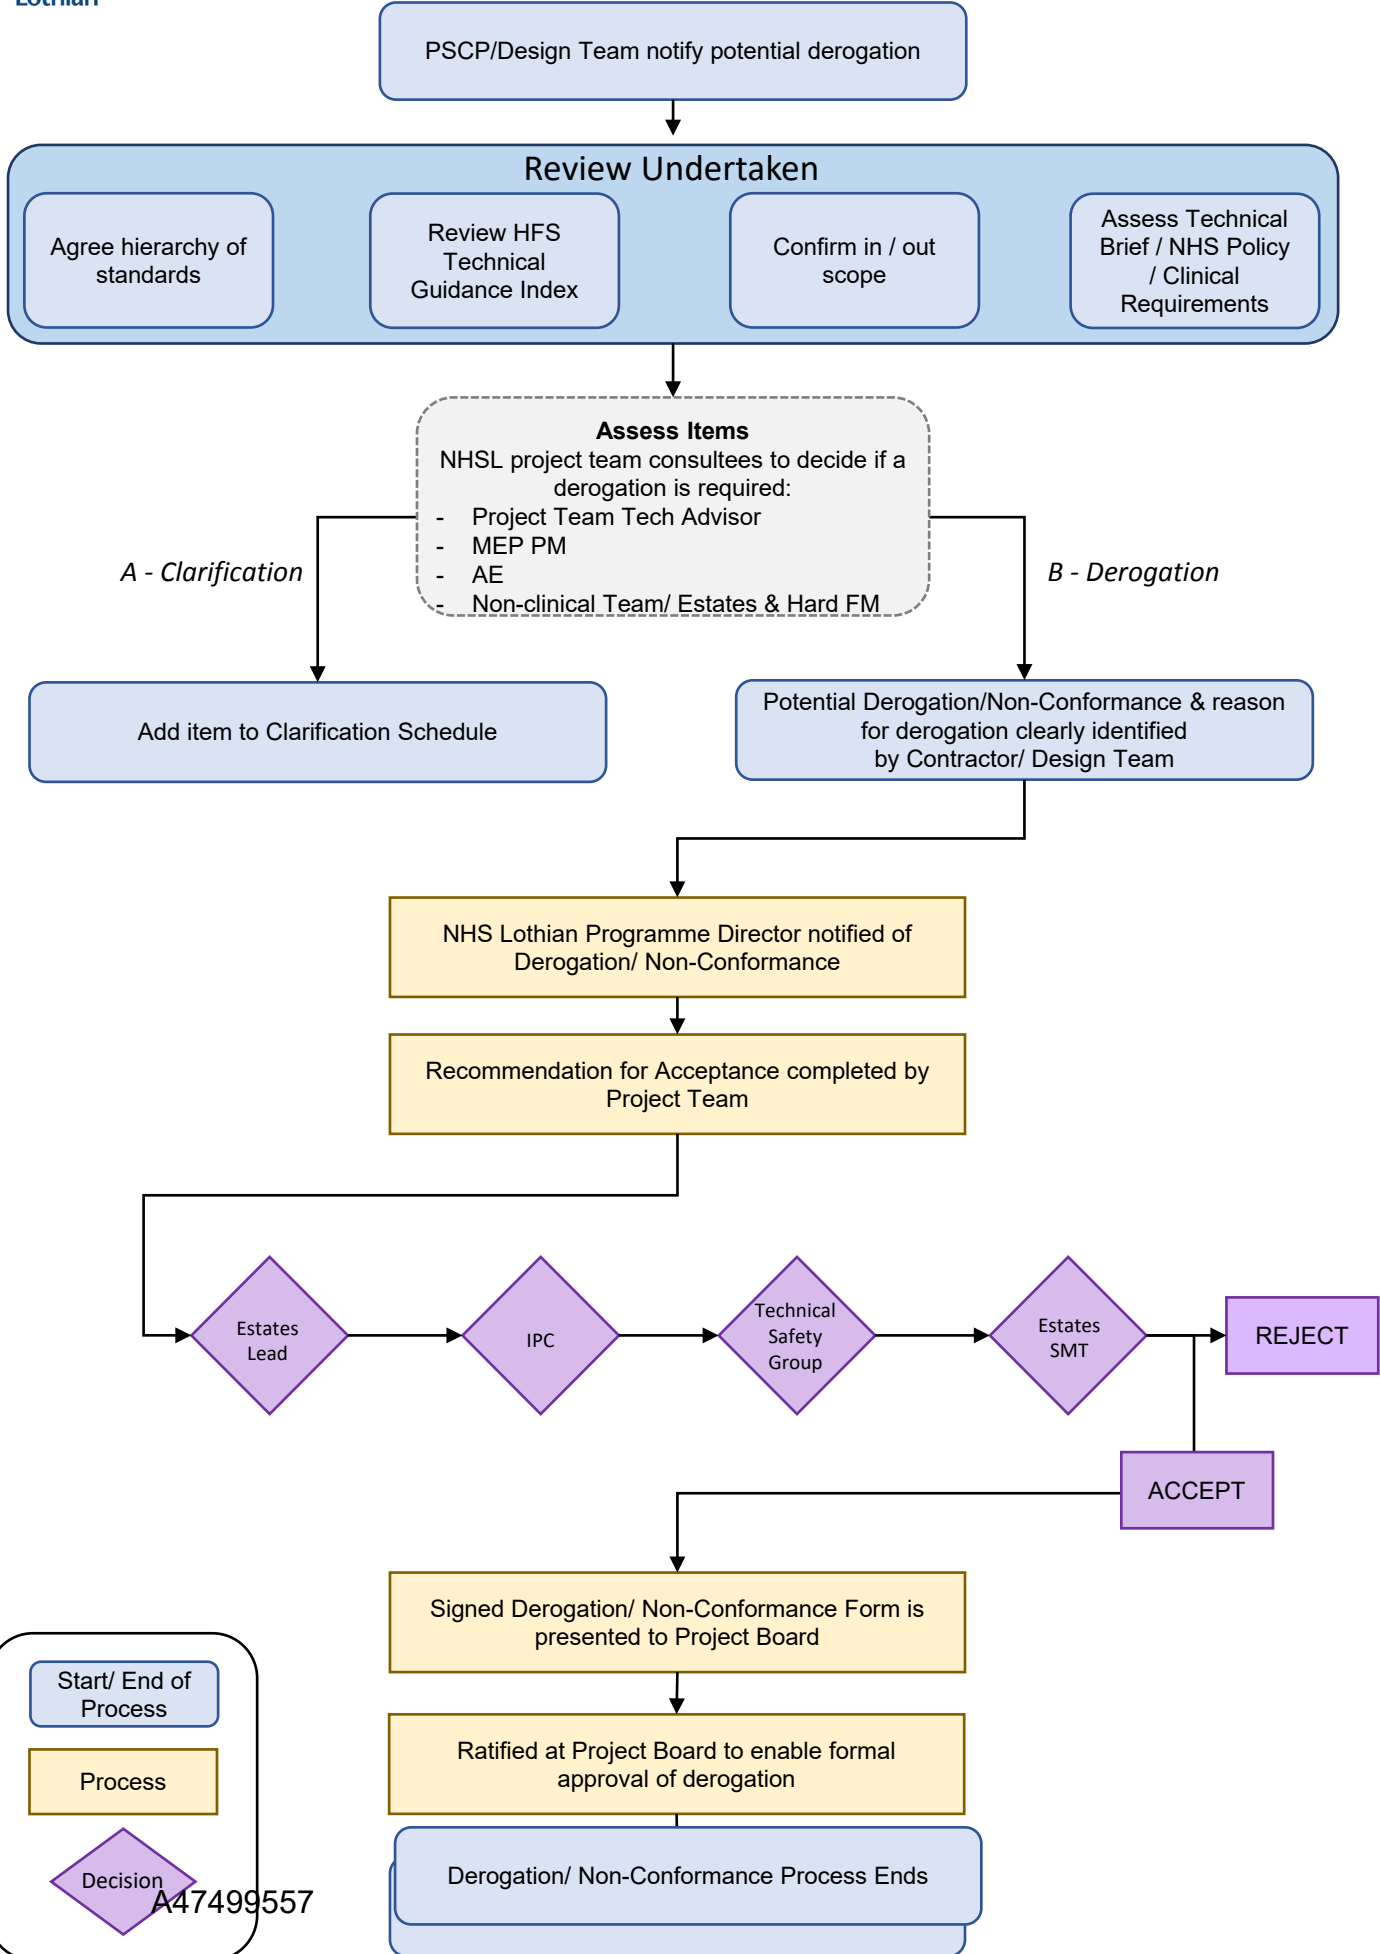 Lothian
PSCP/Design Team notify potential derogation
Review Undertaken
Agree hierarchy of
standards
Review HFS
Technical
Guidance Index
Confirm in / out
scope
Assess Technical
Brief / NHS Policy
/ Clinical
Requirements
Assess Items
NHSL project team consultees to decide if a
derogation is required:
- Project Team Tech Advisor
- MEP PM
- AE
- Non-clinical Team/ Estates & Hard FM
A - Clarification
B - Derogation
Add item to Clarification Schedule
Potential Derogation/Non-Conformance & reason
for derogation clearly identified
by Contractor/ Design Team
NHS Lothian Programme Director notified of
Derogation/ Non-Conformance
Recommendation for Acceptance completed by
Project Team
Estates
Lead
IPC
Technical
Safety
Group
Estates
SMT
REJECT
ACCEPT
Signed Derogation/ Non-Conformance Form is
presented to Project Board
Ratified at Project Board to enable formal
approval of derogation
Derogation/ Non-Conformance Process Ends
Start/ End of
Process
Process
Decision
A47499557